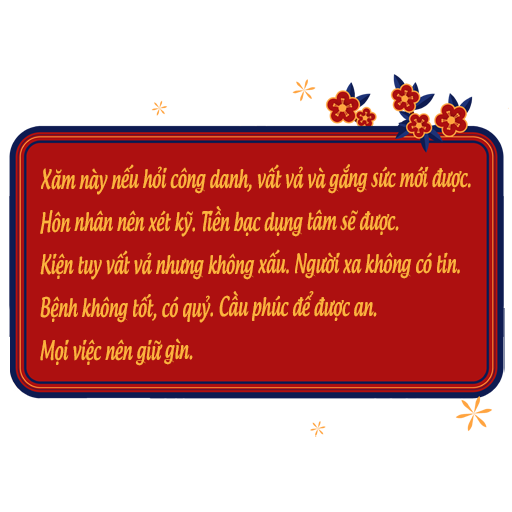 Xăm này nếu hỏi công danh, vất vả và gắng sức mới được.
Hôn nhân nên xét kỹ. Tiền bạc dụng tâm sẽ được.
Kiện tuy vất vả nhưng không xấu. Người xa không có tin.
Bệnh không tốt, có quỷ. Cầu phúc để được an.
Mọi việc nên giữ gìn.